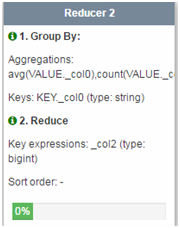 Reducer 2
1. Group By:
Aggregations:
avg(VALUE._col0),count(VALUE._c
Keys: KEY._col0 (type: string)
2. Reduce
Key expressions: _col2 (type:
bigint)
Sort order: -
0%